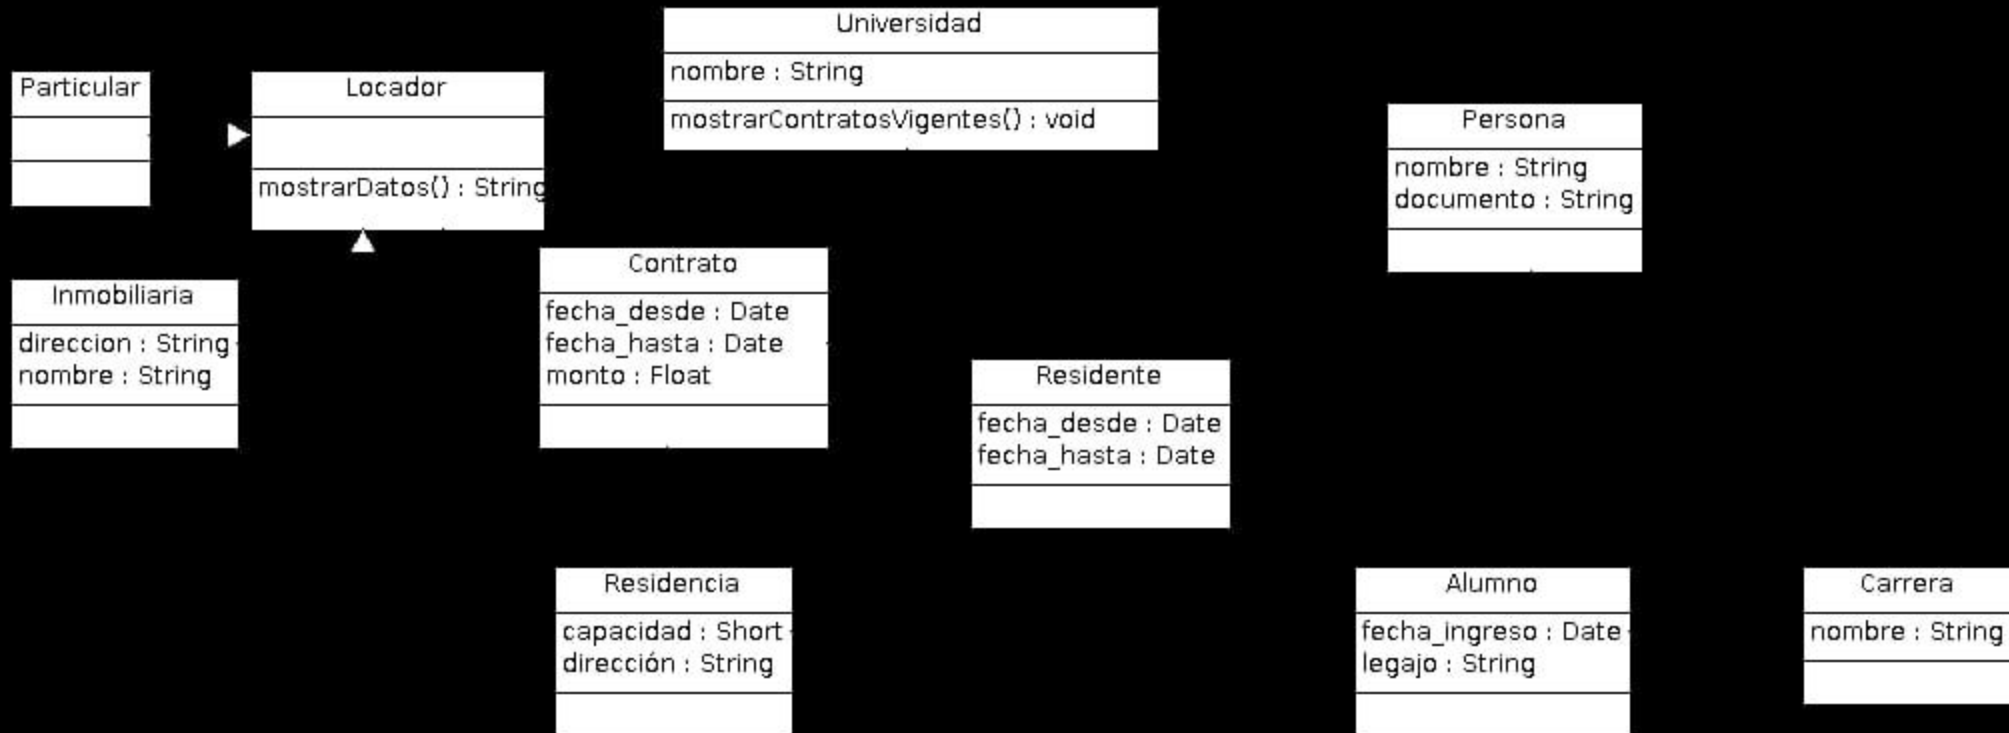 Universidad
nombre : String
mostrarContratosVigentes() : void
Particular
Locador
mostrarDatos() : String
Persona
nombre : String
documento : String
Inmobiliaria
direccion : String
nombre : String
Contrato
fecha_desde : Date
fecha_hasta : Date
monto : Float
Residente
fecha_desde : Date
fecha_hasta : Date
Residencia
capacidad : Short
dirección : String
Alumno
fecha_ingreso : Date
legajo : String
Carrera
nombre : String